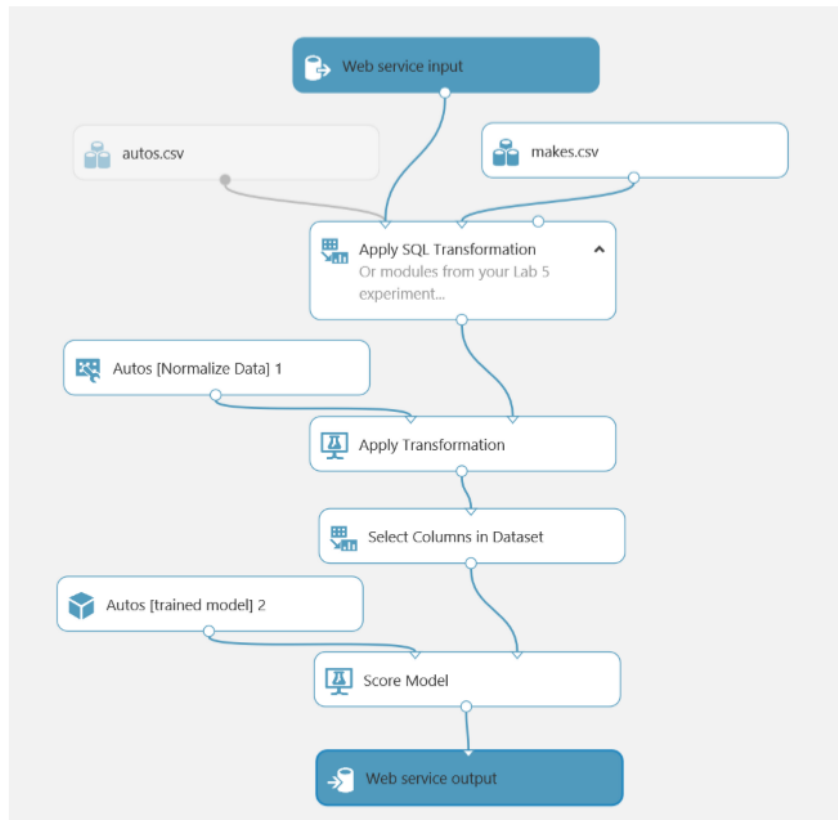 Web service input
autos.csv
makes.csv
Apply SQL Transformation
Or modules from your Lab 5
experiment...
Autos [Normalize Data] 1
Apply Transformation
Select Columns in Dataset
Autos [trained model] 2
Score Model
Web service output